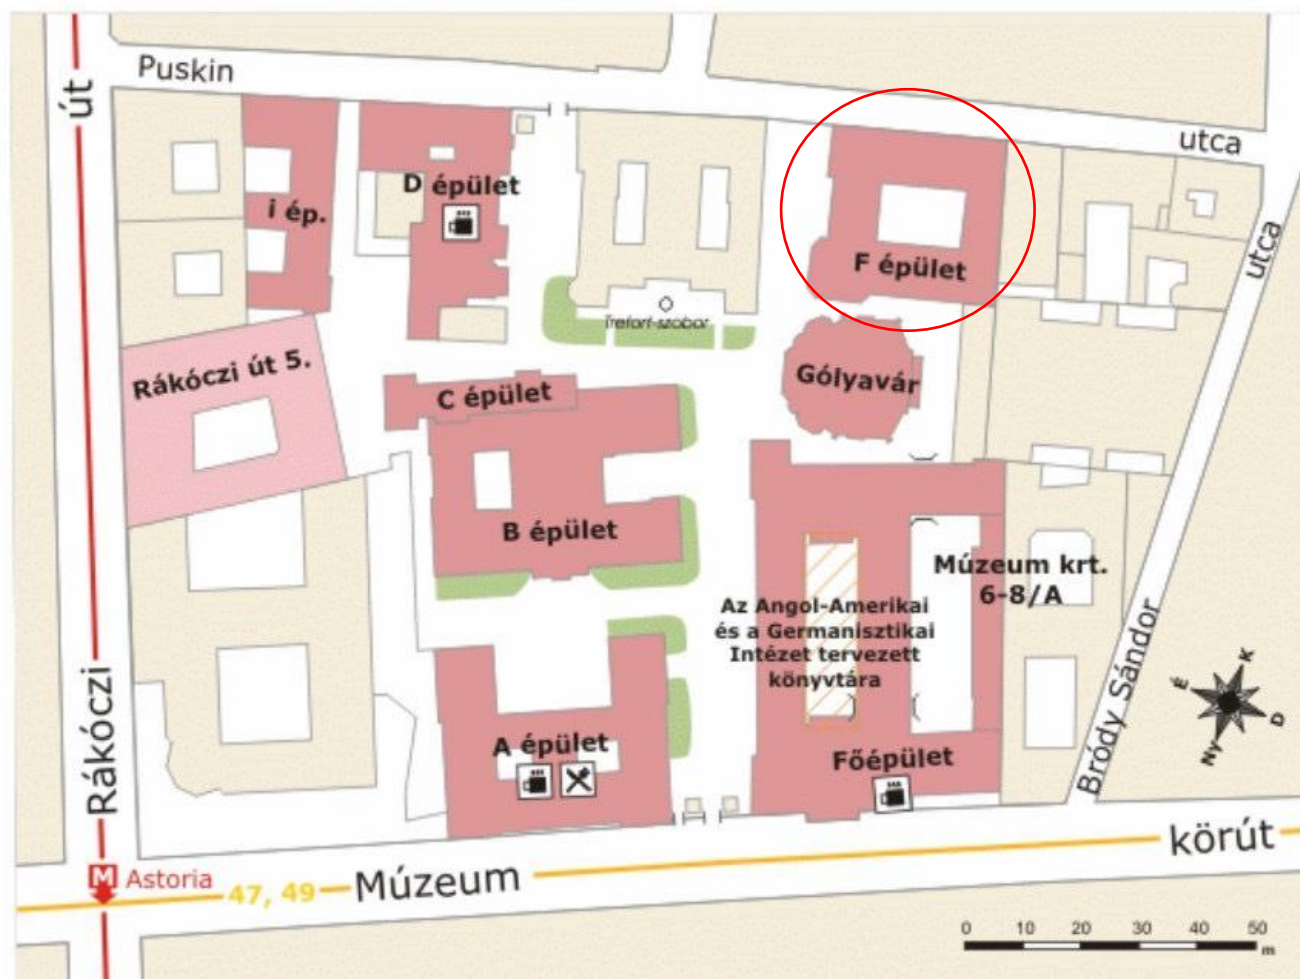 Puskin
utca
út
D épület
i ép.
F épület
utca
Trefort-szobor
Rákóczi út 5.
C épület
Gólyavár
B épület
Múzeum krt.
6-8/A
Az Angol-Amerikai
és a Germanisztikai
Intézet tervezett
könyvtára
Bródy Sándor
É
K
D
Ny
Rákóczi
A épület
Főépület
M Astoria
47, 49
Múzeum
körút
0 10 20 30 40 50
m